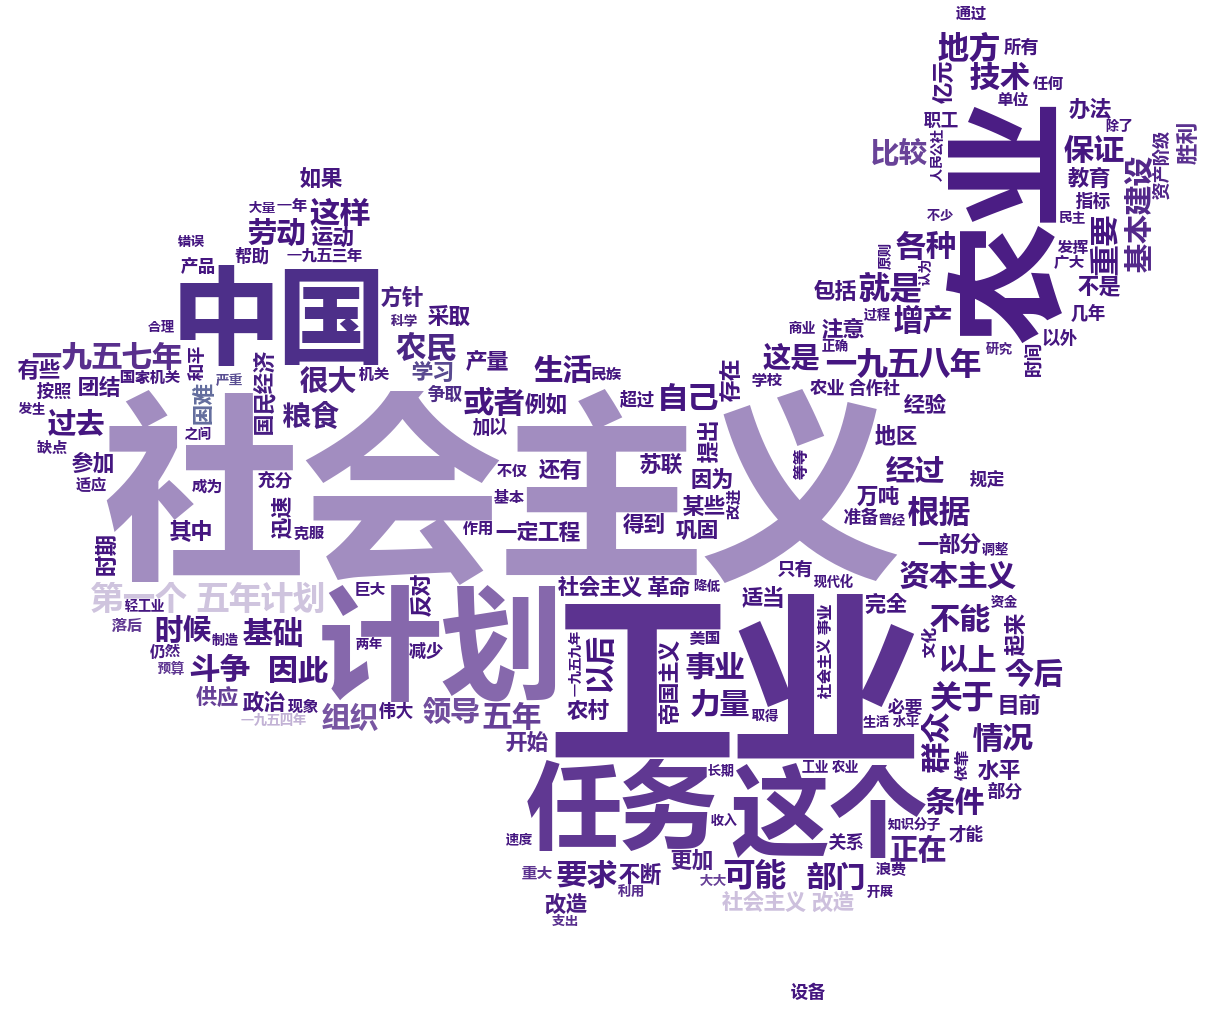 通过
地方 所有
技术 任何
亿元
单位
办法
职工
除了
农业
比较
人民公社
保证
资产阶级
胜利
如果
教育
基本建设
指标
大量 一年 这样
不少
民主
劳动 运动
重要
错误
帮助 一九五三年
各种
原则
发挥
产品
认为
广大
中国
方针
包括 就是
不是
科学 采取
商业 注意 过程 增产
几年
合理
农民
正确
研究
时间
以外
一九五七年
和平
产量
生活 民族
这是 一九五八年
有些
国家机关
严重
国民经济
很大 机关
学习
存在
学校
按照 团结
困难
争取
或者 例如
超过 自己
农业 合作社
发生
过去
之间
粮食
加以
经验
缺点
提出
地区
社会主义
参加
不仅 还有
苏联
因为
等等
经过
规定
适应
成为
充分
基本
某些
改进
万吨
准备 曾经
根据
其中
迅速
克服
作用 一定工程
得到 巩固
一部分 调整
时期
只有
现代化
资本主义
第一个 五年计划
巨大
反对
社会主义 革命 降低
适当
完全
资金
轻工业
计划
工业
不能
落后
时候 制造 基础
两年 减少
一九五九年
以后
帝国主义
美国
社会主义 事业
文化
起来
仍然
预算
斗争 因此
事业
以上
今后
供应
政治 现象
组织 伟大
领导 五年
农村
力量 取得
必要
关于
目前
一九五四年
生活 水平
开始
群众
情况
任务 这个
长期
工业 农业
依靠
水平
部分
收入
条件
速度
关系
知识分子
才能
更加
正在
重大 要求 不断
大大
可能 部门
浪费
利用
开展
改造
社会主义 改造
支出
设备